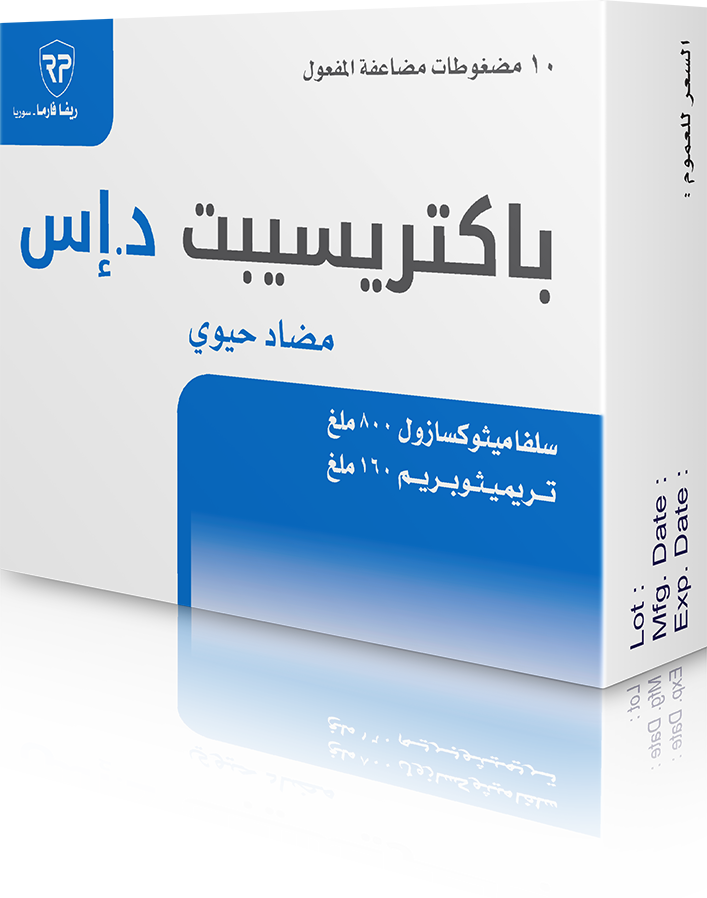 ١٠ مضغوطات مضاعفة المفعول
RP
ريفا فارما - سوريا
باكتريسيبت د.إس
مضاد حيوي
سلفاميثوكسازول ٨٠٠ ملغ
تريميثوبريم ١٦٠ ملغ
السعر للعموم :
Lot :
Mfg. Date :
Exp. Date :